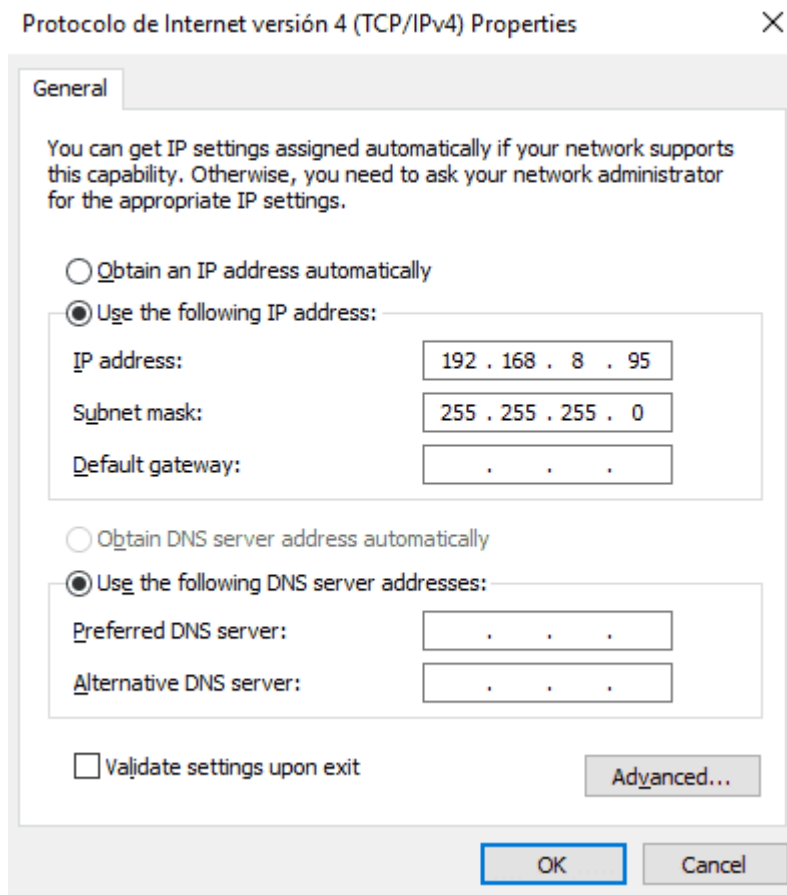 Protocolo de Internet versión 4 (TCP/IPv4) Properties
General
You can get IP settings assigned automatically if your network supports
this capability. Otherwise, you need to ask your network administrator
for the appropriate IP settings.
Obtain an IP address automatically
Use the following IP address:
IP address: 192 . 168 . 8 . 95
Subnet mask: 255 . 255 . 255 . 0
Default gateway: . . .
Obtain DNS server address automatically
Use the following DNS server addresses:
Preferred DNS server: . . .
Alternative DNS server: . . .
Validate settings upon exit
Advanced...
OK Cancel